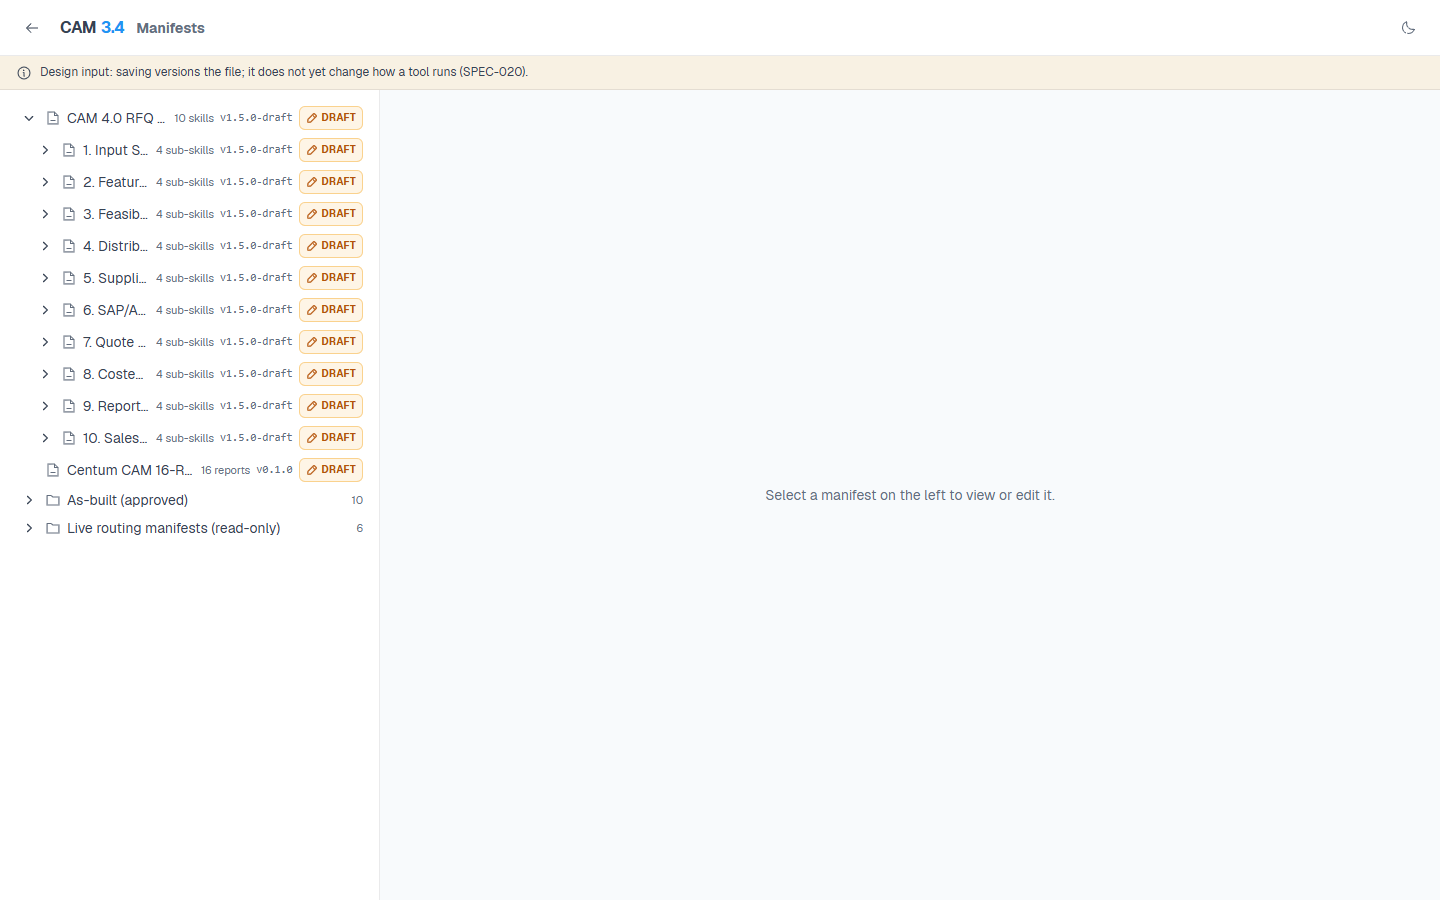 CAM 3.4 Manifests
Design input: saving versions the file; it does not yet change how a tool runs (SPEC-020).
CAM 4.0 RFQ ... 10 skills v1.5.0-draft DRAFT
1. Input S... 4 sub-skills v1.5.0-draft DRAFT
2. Featur... 4 sub-skills v1.5.0-draft DRAFT
3. Feasib... 4 sub-skills v1.5.0-draft DRAFT
4. Distrib... 4 sub-skills v1.5.0-draft DRAFT
5. Suppli... 4 sub-skills v1.5.0-draft DRAFT
6. SAP/A... 4 sub-skills v1.5.0-draft DRAFT
7. Quote ... 4 sub-skills v1.5.0-draft DRAFT
8. Coste... 4 sub-skills v1.5.0-draft DRAFT
9. Report... 4 sub-skills v1.5.0-draft DRAFT
10. Sales... 4 sub-skills v1.5.0-draft DRAFT
Centum CAM 16-R... 16 reports v0.1.0 DRAFT
As-built (approved) 10
Live routing manifests (read-only) 6
Select a manifest on the left to view or edit it.